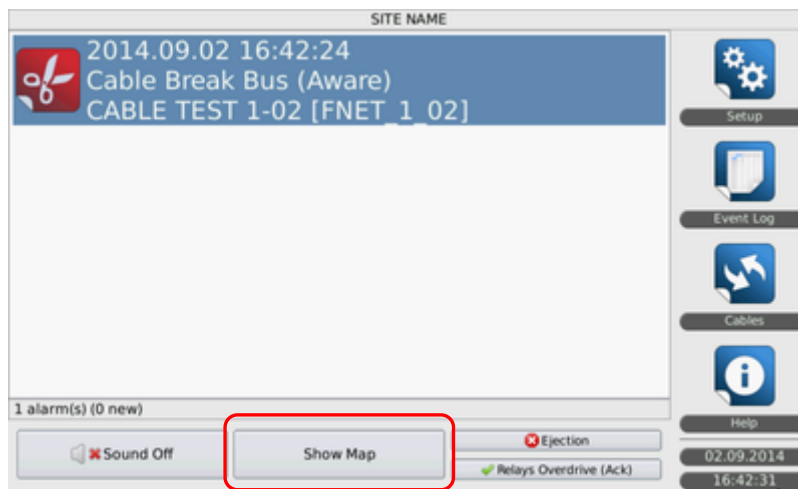 SITE NAME
2014.09.02 16:42:24
Cable Break Bus (Aware)
CABLE TEST 1-02 [FNET_1_02]
Setup
Event Log
Cables
Help
1 alarm(s) (0 new)
Sound Off
Show Map
Ejection
Relays Overdrive (Ack)
02.09.2014
16:42:31